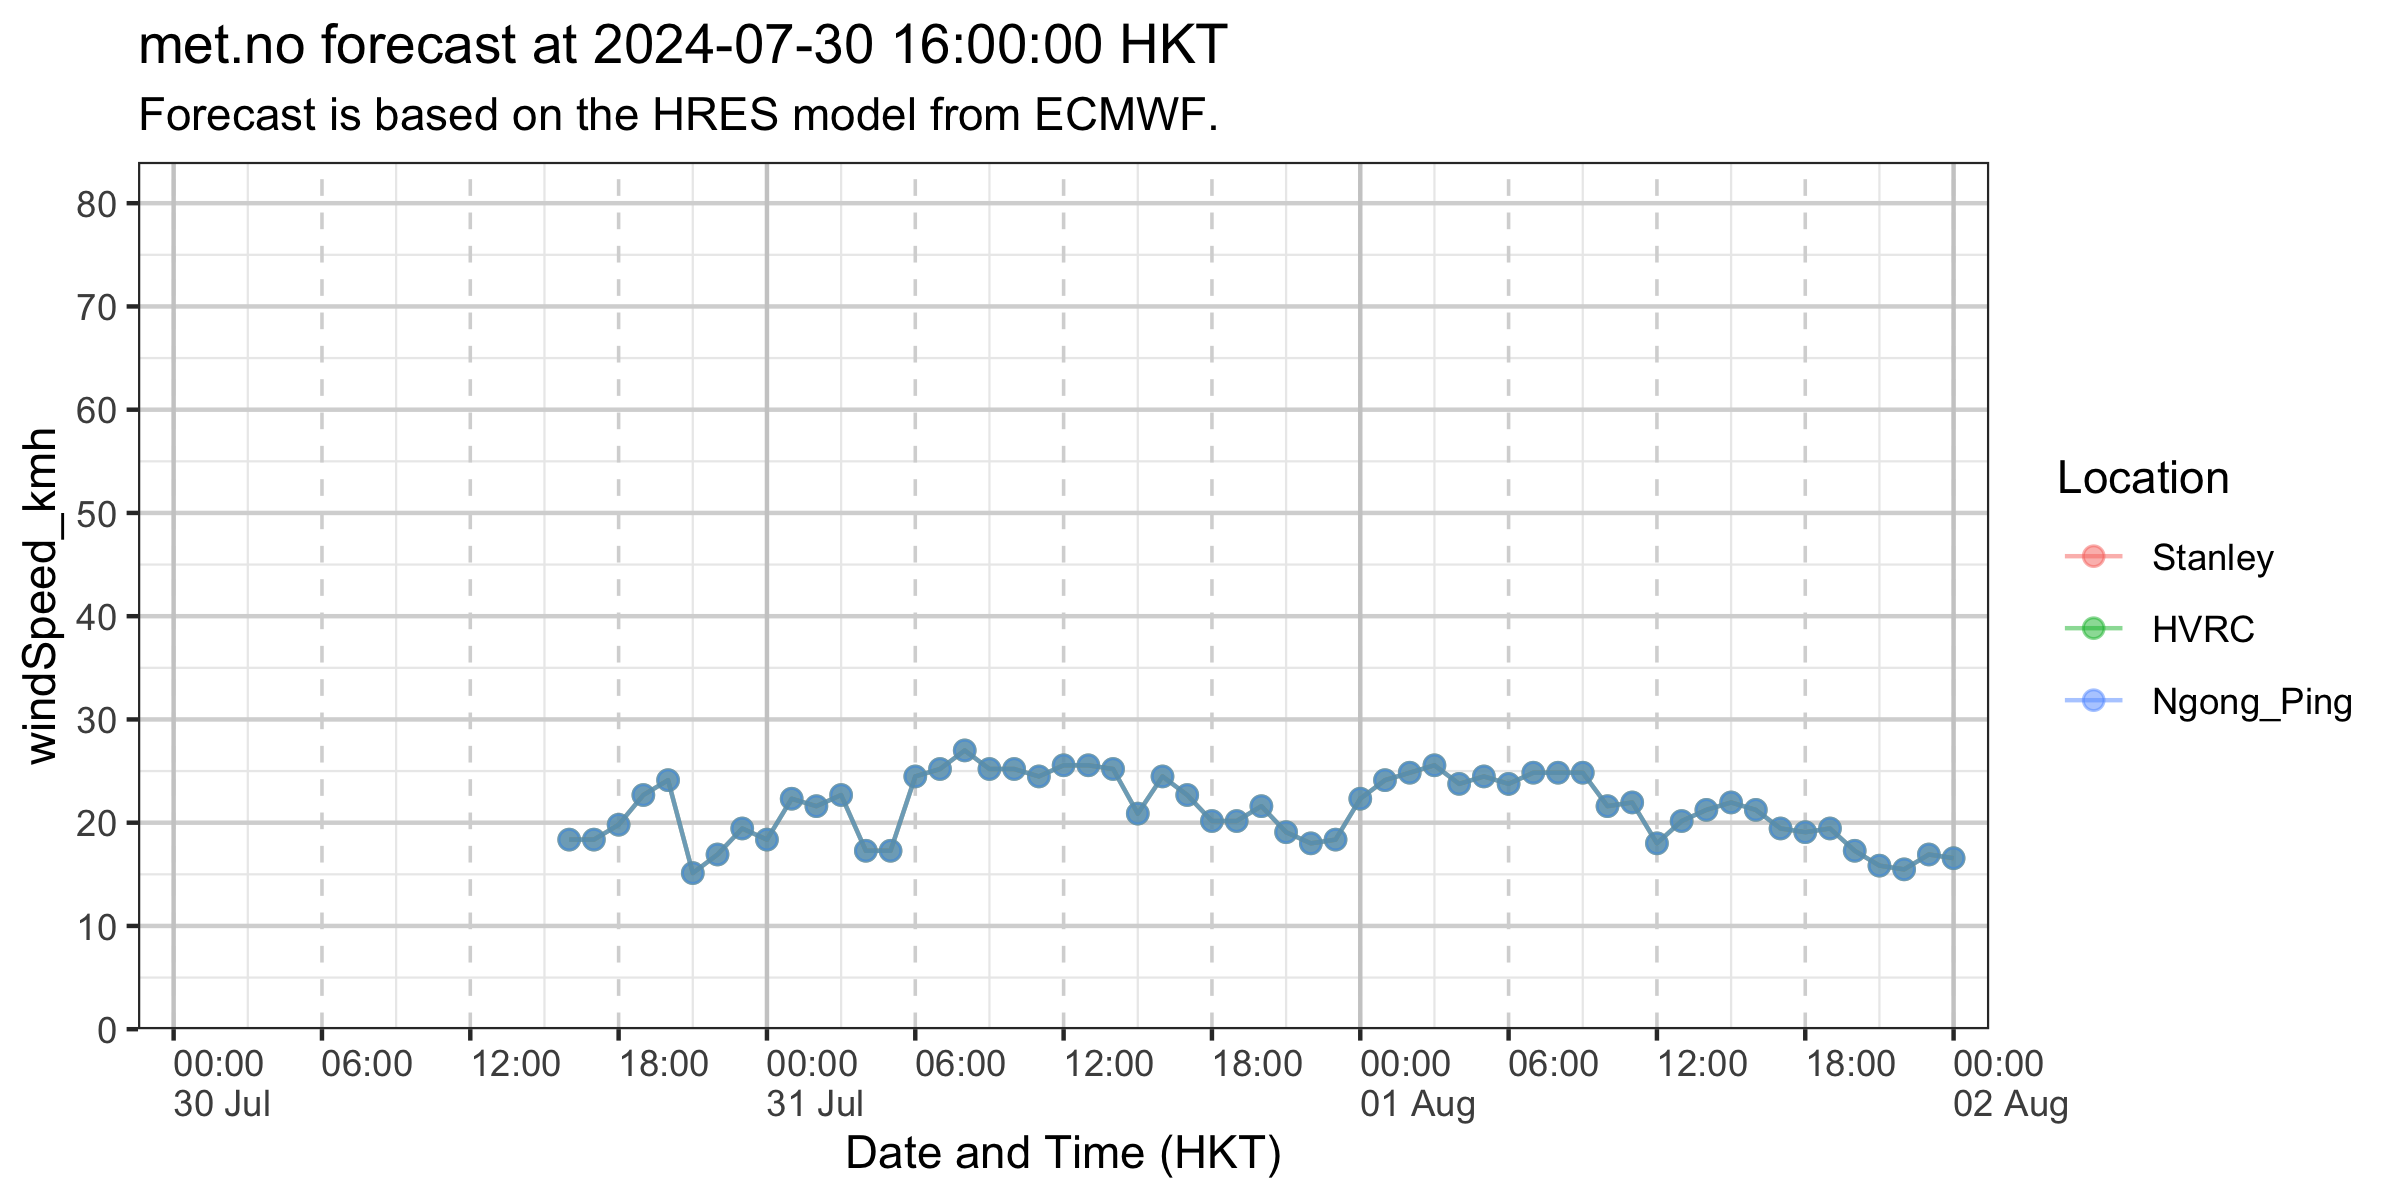 met.no forecast at 2024-07-30 16:00:00 HKT
Forecast is based on the HRES model from ECMWF.
windSpeed_kmh
80
70
60
50
40
30
20
10
0
00:00 06:00 12:00 18:00 00:00 06:00 12:00 18:00 00:00 06:00 12:00 18:00 00:00
30 Jul 31 Jul 01 Aug 02 Aug
Date and Time (HKT)
Location
Stanley
HVRC
Ngong_Ping